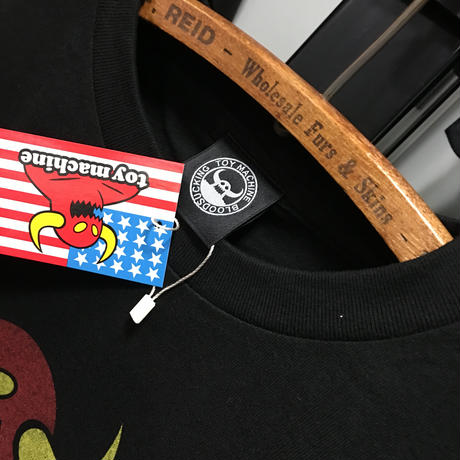 REID - Wholesale Furs & Skins
toy machine
TOY MACHINE BLOODSUCKING